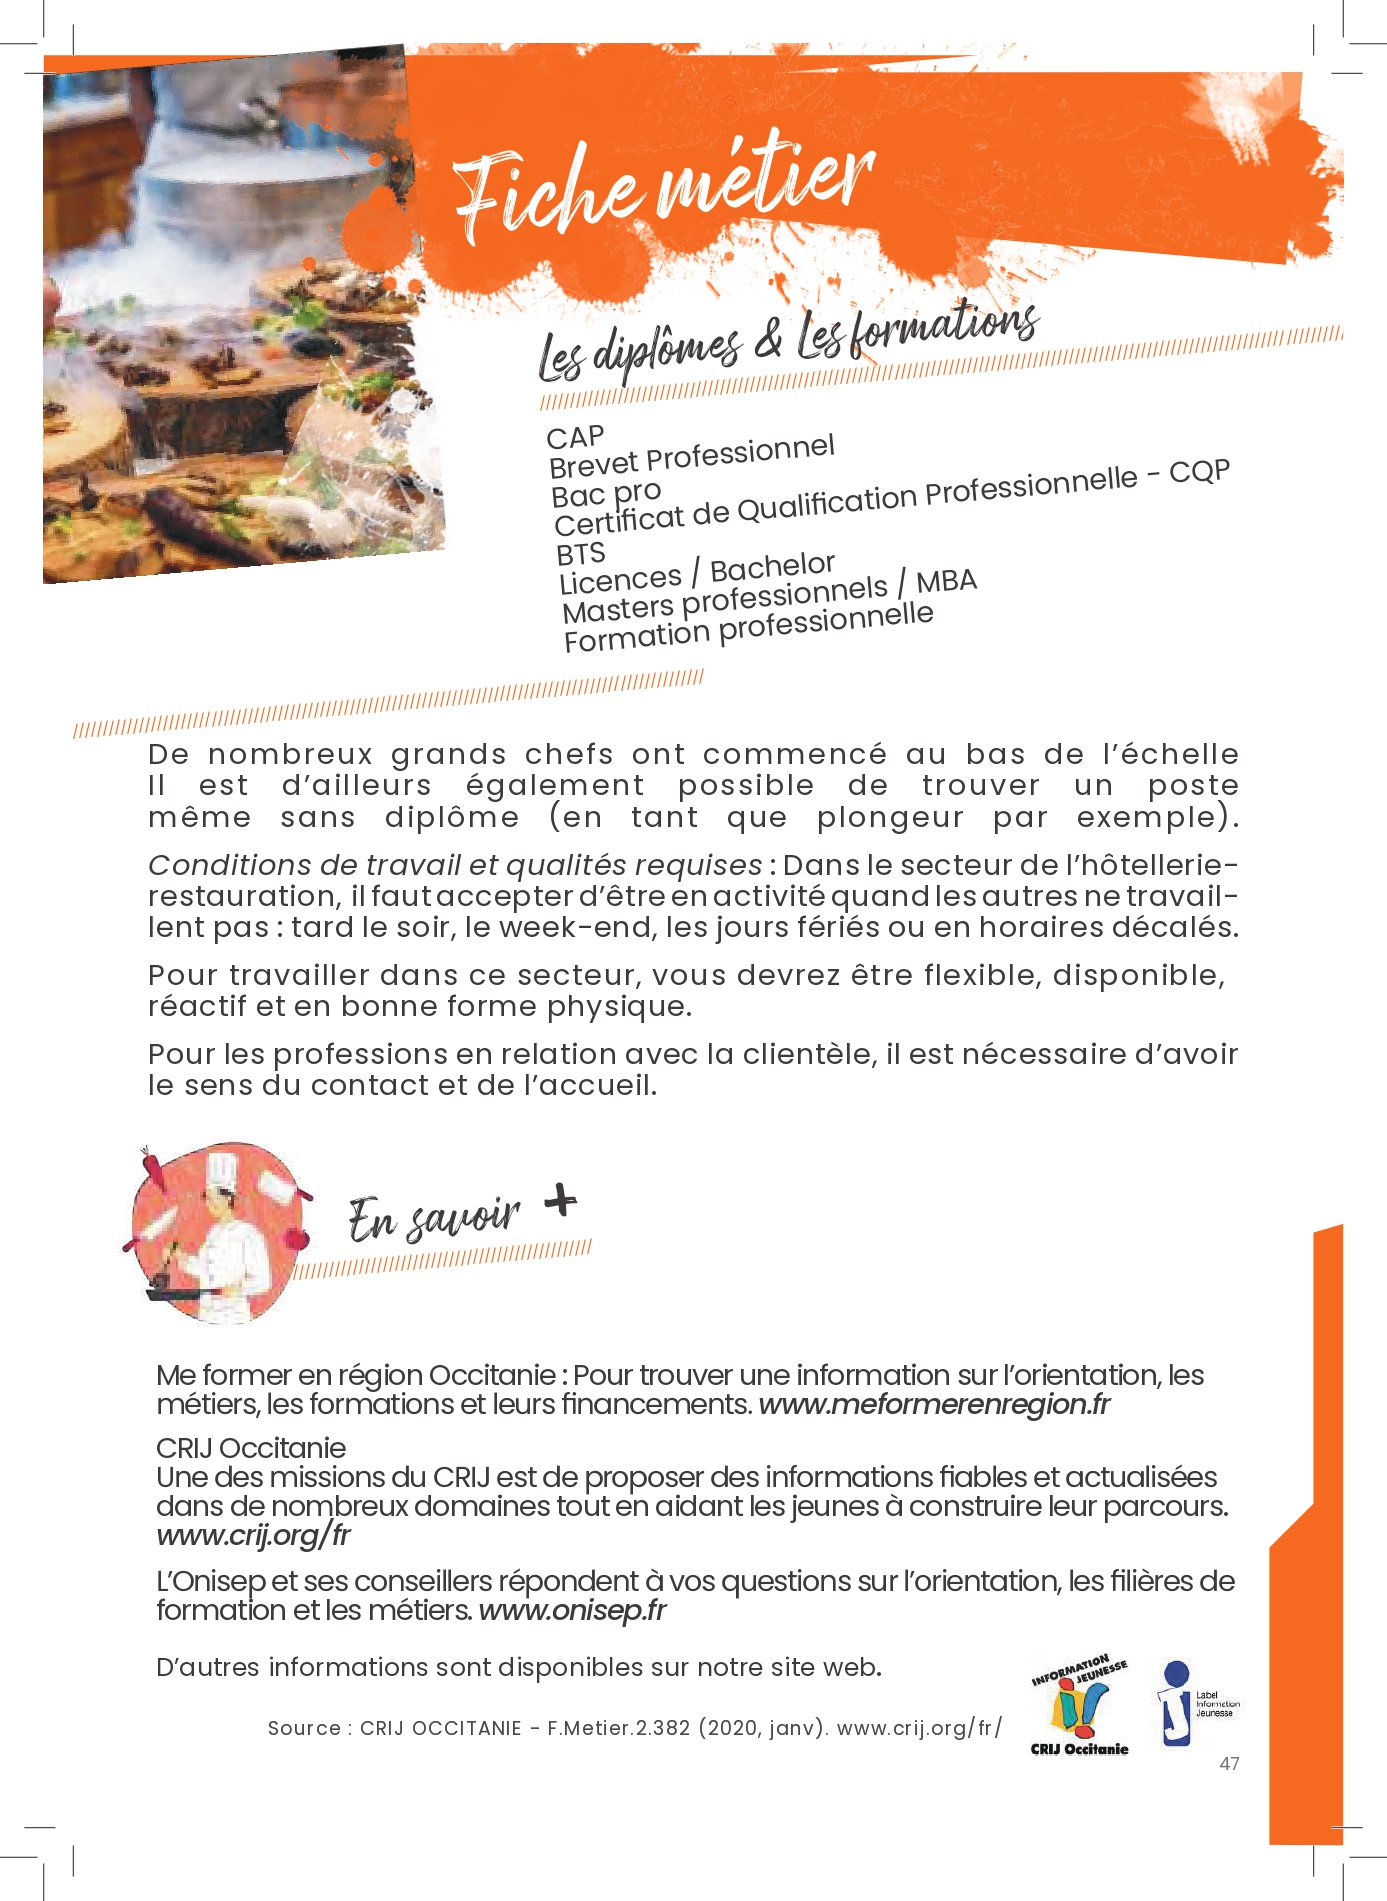 Fiche métier
Les diplômes & Les formations
CAP
Brevet Professionnel
Bac pro
Certificat de Qualification Professionnelle - CQP
BTS
Licences / Bachelor
Masters professionnels / MBA
Formation professionnelle
De nombreux grands chefs ont commencé au bas de l’échelle
Il est d’ailleurs également possible de trouver un poste
même sans diplôme (en tant que plongeur par exemple).
Conditions de travail et qualités requises : Dans le secteur de l’hôtellerie-
restauration, il faut accepter d’être en activité quand les autres ne travail-
lent pas : tard le soir, le week-end, les jours fériés ou en horaires décalés.
Pour travailler dans ce secteur, vous devrez être flexible, disponible,
réactif et en bonne forme physique.
Pour les professions en relation avec la clientèle, il est nécessaire d’avoir
le sens du contact et de l’accueil.
En savoir +
Me former en région Occitanie : Pour trouver une information sur l’orientation, les
métiers, les formations et leurs financements. www.meformerenregion.fr
CRIJ Occitanie
Une des missions du CRIJ est de proposer des informations fiables et actualisées
dans de nombreux domaines tout en aidant les jeunes à construire leur parcours.
www.crij.org/fr
L’Onisep et ses conseillers répondent à vos questions sur l’orientation, les filières de
formation et les métiers. www.onisep.fr
D’autres informations sont disponibles sur notre site web.
Source : CRIJ OCCITANIE - F.Metier.2.382 (2020, janv). www.crij.org/fr/
INFORMATION
JEUNESSE
CRIJ Occitanie
Label
Information
Jeunesse
47